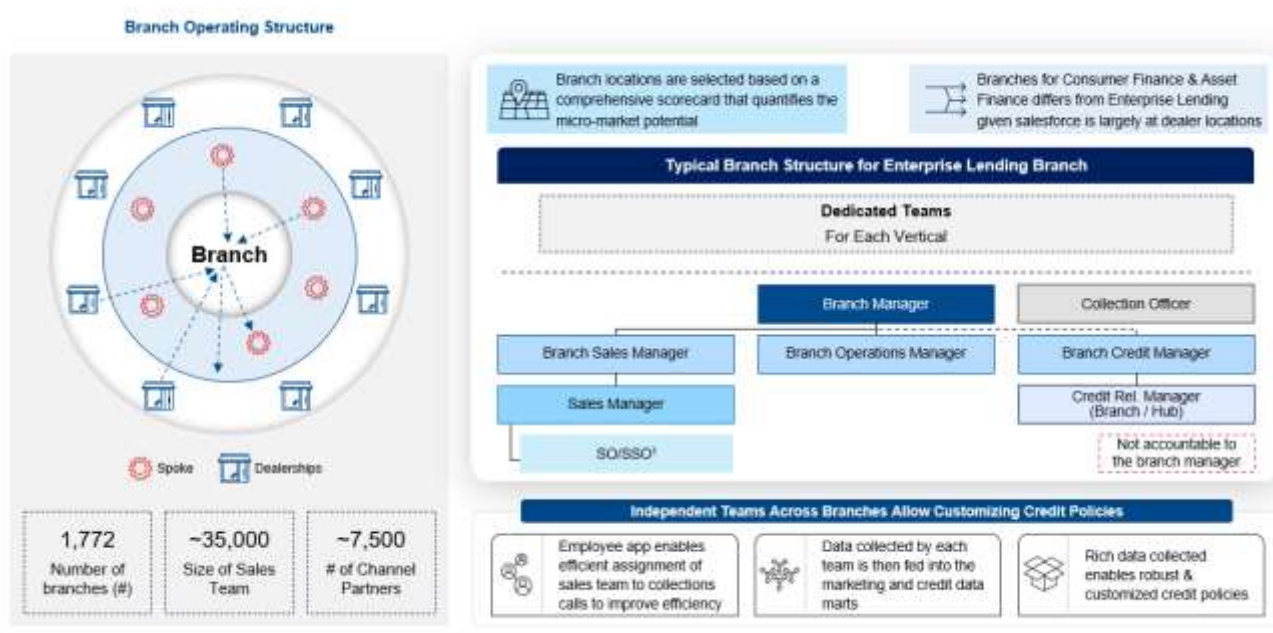 Branch Operating Structure
Branch
Spoke
Dealerships
1,772
Number of
branches (#)
~35,000
Size of Sales
Team
~7,500
# of Channel
Partners
Branch locations are selected based on a
comprehensive scorecard that quantifies the
micro-market potential
Branches for Consumer Finance & Asset
Finance differs from Enterprise Lending
given salesforce is largely at dealer locations
Typical Branch Structure for Enterprise Lending Branch
Dedicated Teams
For Each Vertical
Branch Manager
Collection Officer
Branch Sales Manager
Branch Operations Manager
Branch Credit Manager
Sales Manager
Credit Rel. Manager
(Branch / Hub)
SO/SSO
Not accountable to
the branch manager
Independent Teams Across Branches Allow Customizing Credit Policies
Employee app enables
efficient assignment of
sales team to collections
calls to improve efficiency
Data collected by each
team is then fed into the
marketing and credit data
marts
Rich data collected
enables robust &
customized credit policies